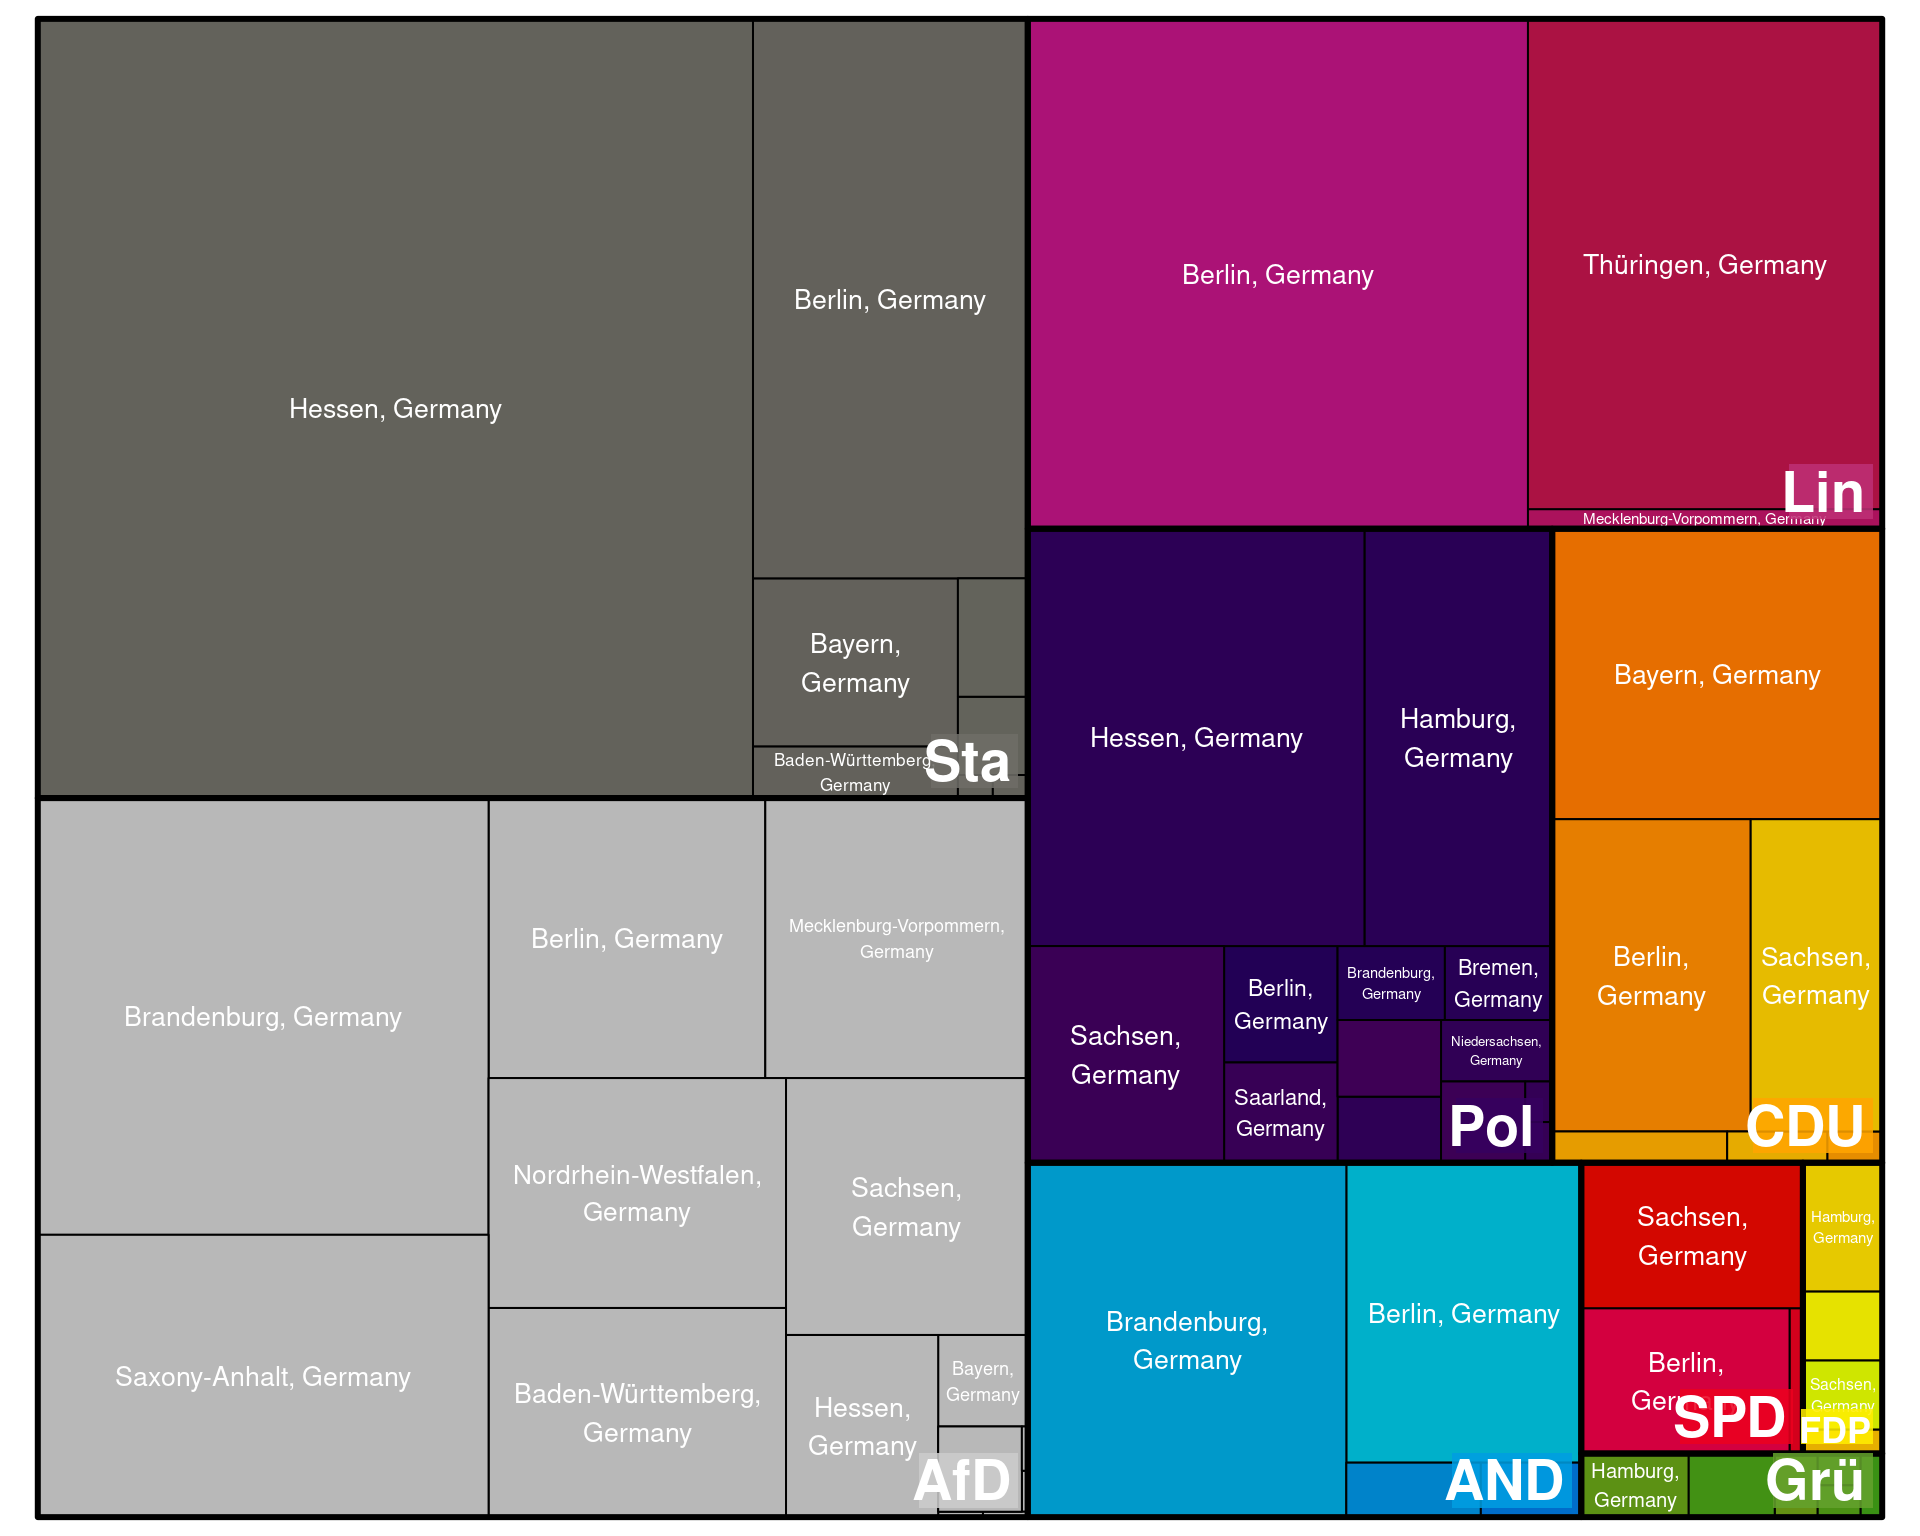 Hessen, Germany
Berlin, Germany
Bayern,
Germany
Baden-Württemberg
Germany
Sta
Brandenburg, Germany
Berlin, Germany
Mecklenburg-Vorpommern,
Germany
Saxony-Anhalt, Germany
Nordrhein-Westfalen,
Germany
Sachsen,
Germany
Baden-Württemberg,
Germany
Hessen,
Germany
Bayern,
Germany
AfD
Berlin, Germany
Thüringen, Germany
Mecklenburg-Vorpommern, Germany
Lin
Hessen, Germany
Hamburg,
Germany
Sachsen,
Germany
Berlin,
Germany
Saarland,
Germany
Brandenburg,
Germany
Bremen,
Germany
Niedersachsen,
Germany
Pol
Bayern, Germany
Berlin,
Germany
Sachsen,
Germany
CDU
Brandenburg,
Germany
Berlin, Germany
AND
Sachsen,
Germany
Berlin,
Germany
SPD
Hamburg,
Germany
Sachsen,
Germany
FDP
Hamburg,
Germany
Grü